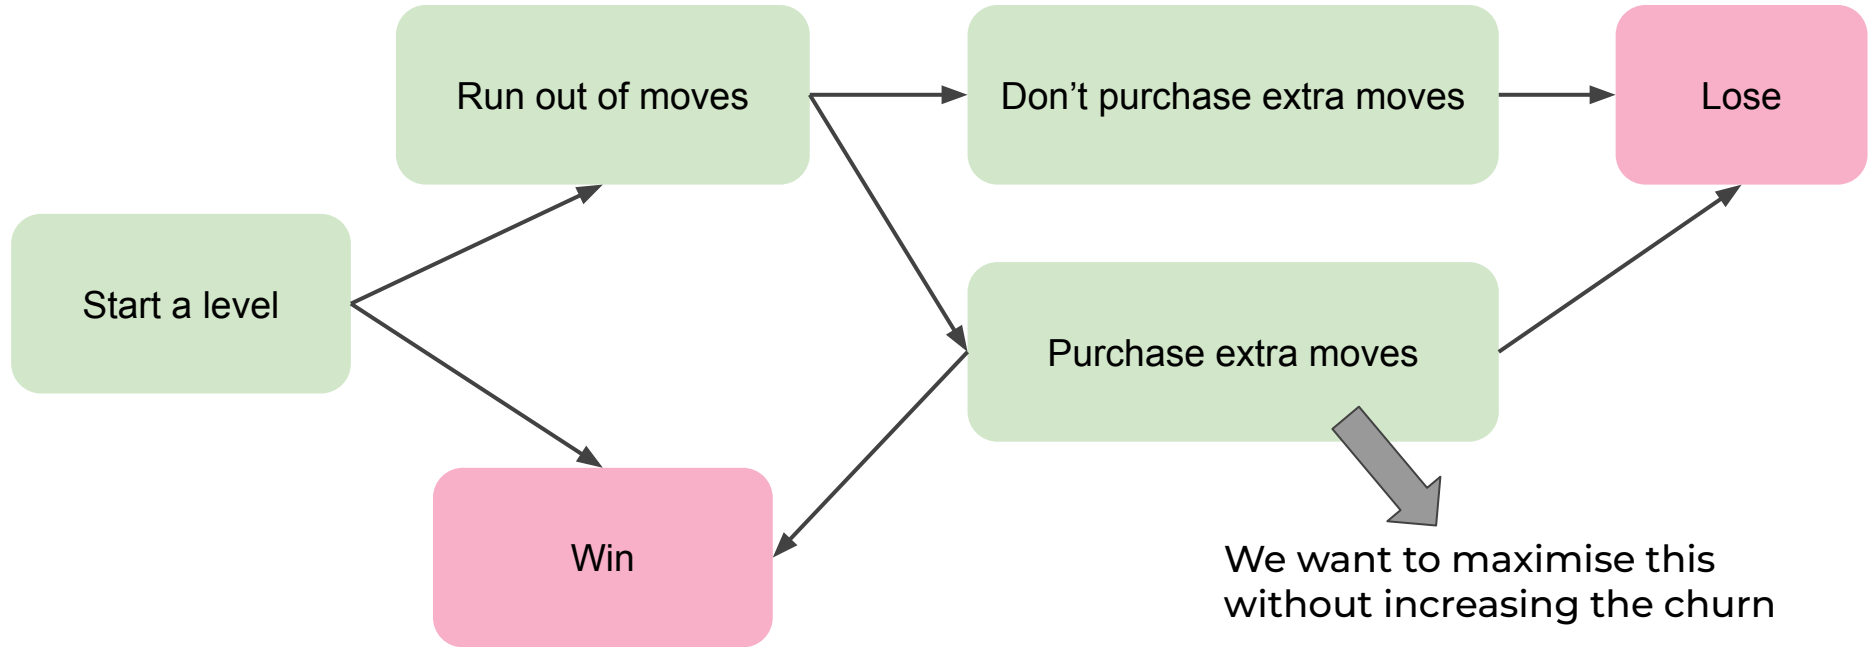 Run out of moves
Don’t purchase extra moves
Lose
Start a level
Purchase extra moves
Win
We want to maximise this
without increasing the churn